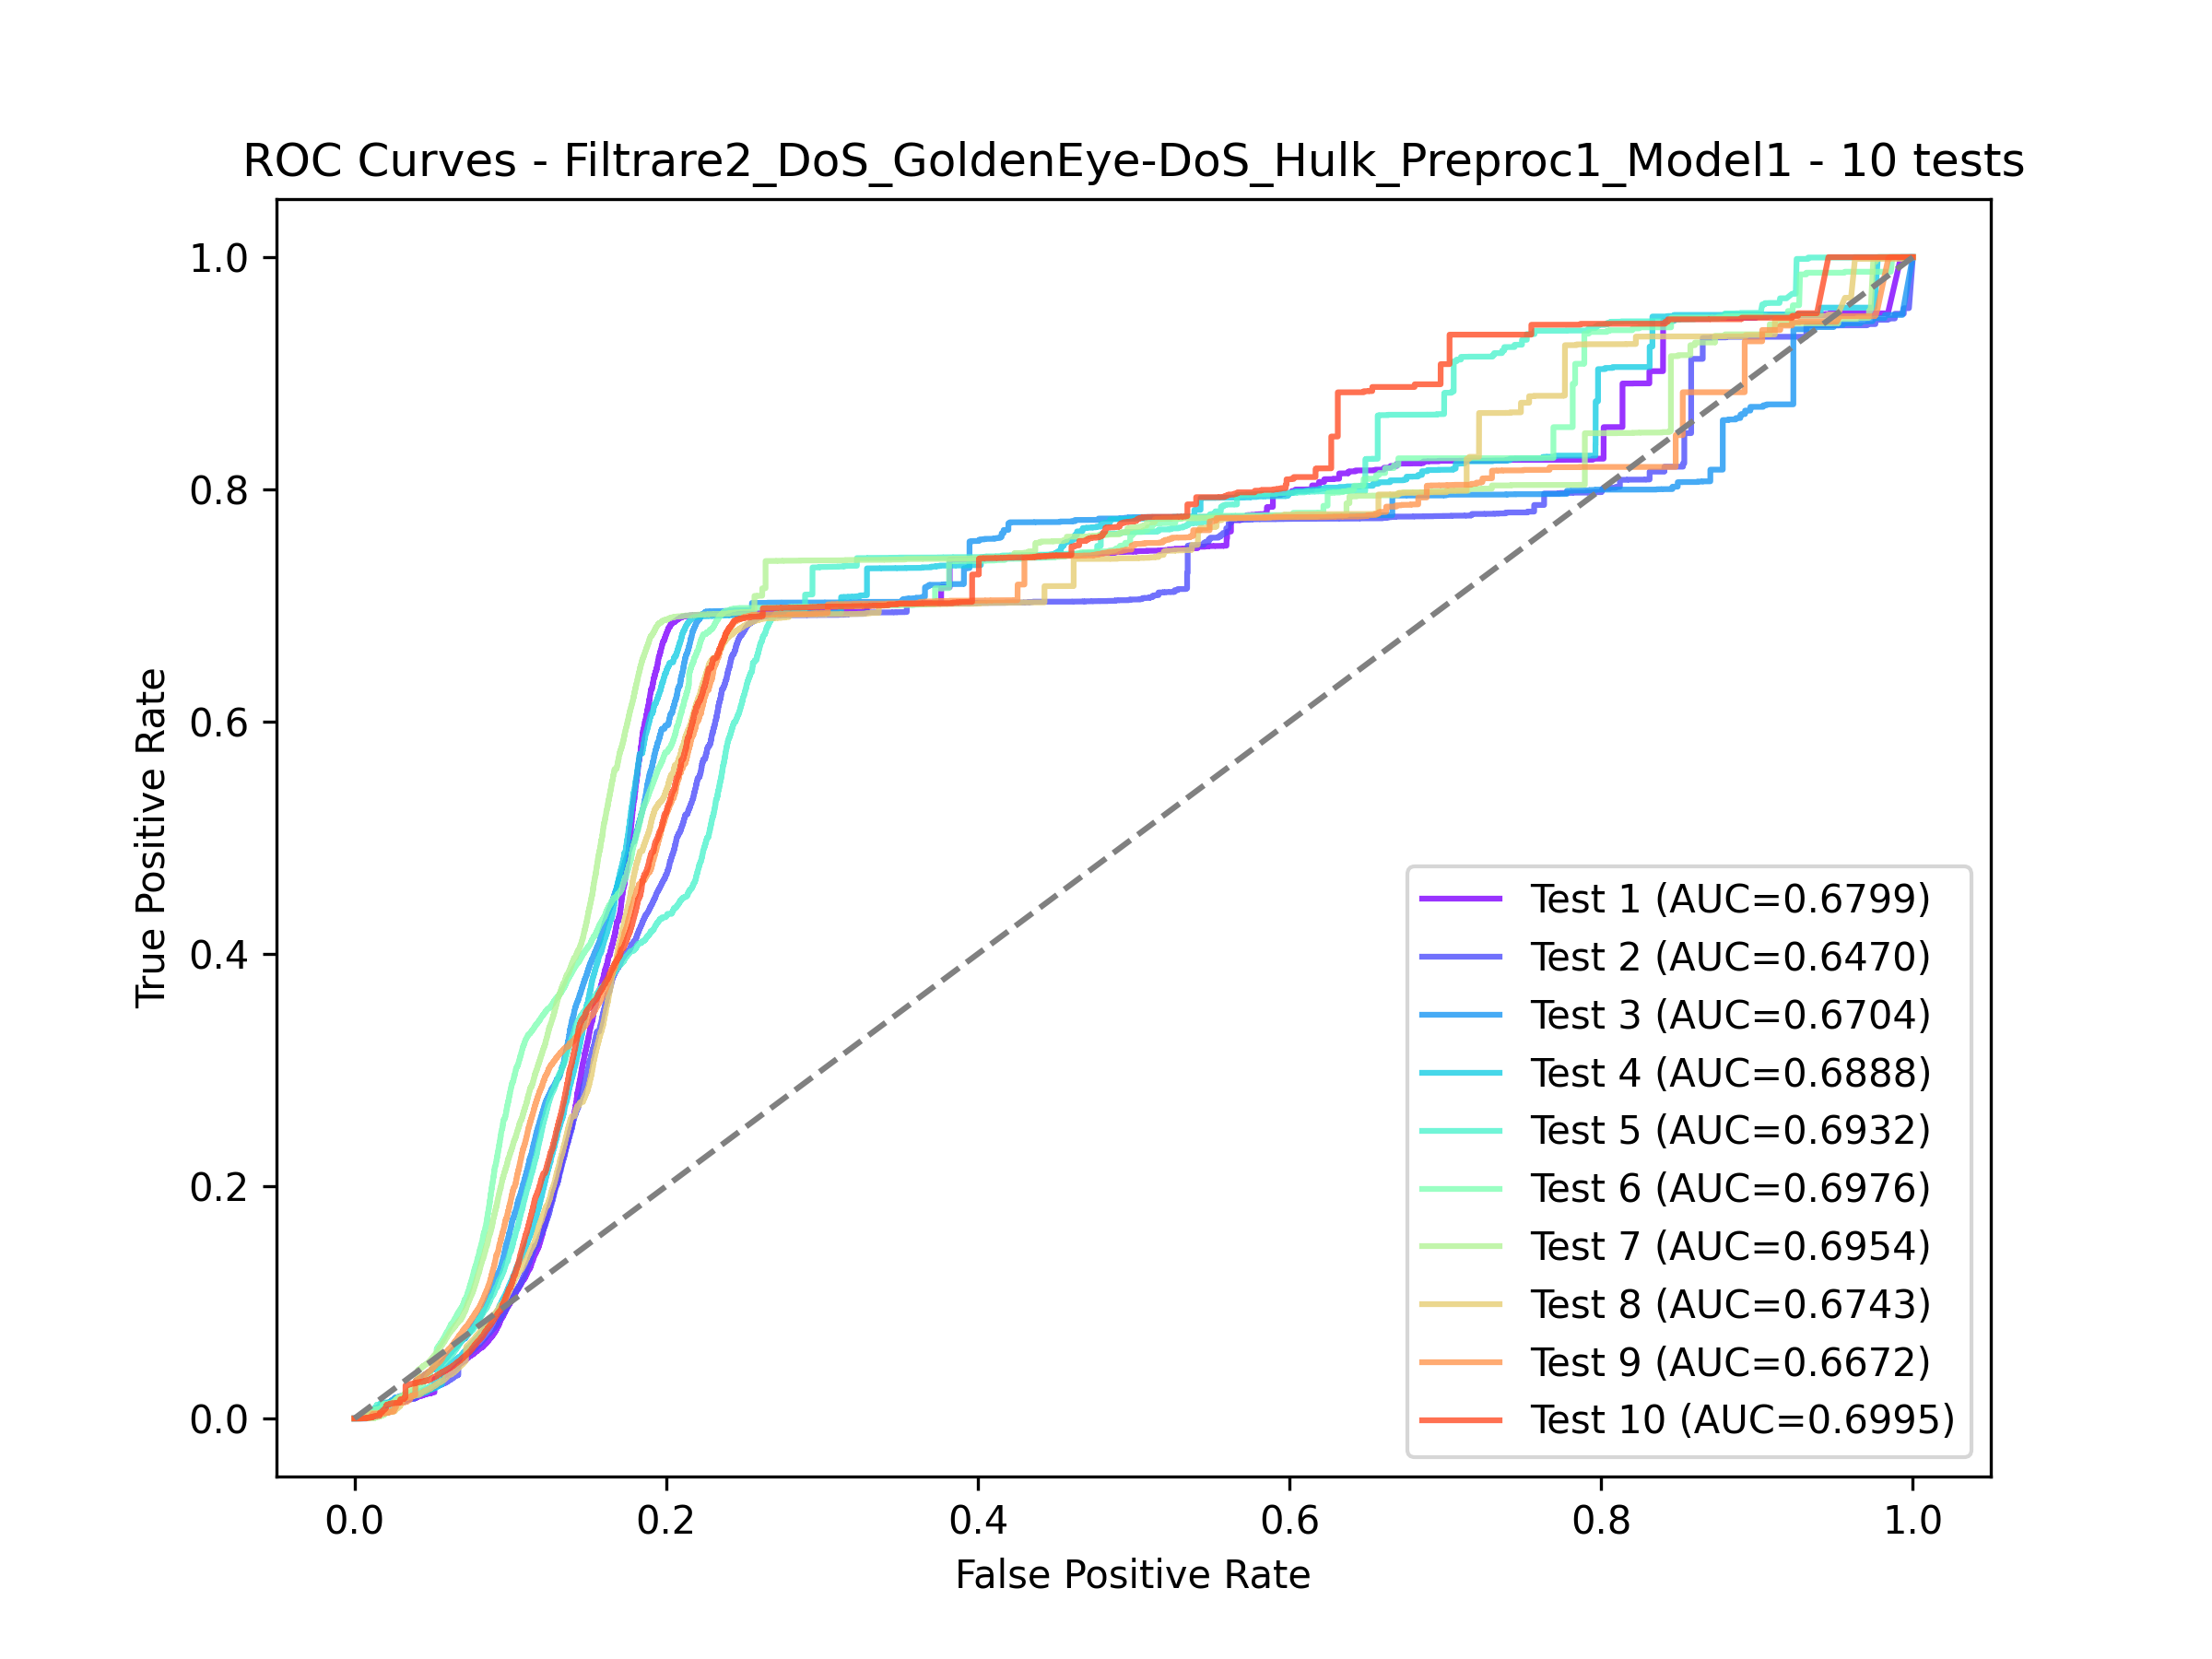 ROC Curves - Filtrare2_DoS_GoldenEye-DoS_Hulk_Preproc1_Model1 - 10 tests
1.0
0.8
0.6
0.4
0.2
0.0
True Positive Rate
Test 1 (AUC=0.6799)
Test 2 (AUC=0.6470)
Test 3 (AUC=0.6704)
Test 4 (AUC=0.6888)
Test 5 (AUC=0.6932)
Test 6 (AUC=0.6976)
Test 7 (AUC=0.6954)
Test 8 (AUC=0.6743)
Test 9 (AUC=0.6672)
Test 10 (AUC=0.6995)
0.0 0.2 0.4 0.6 0.8 1.0
False Positive Rate